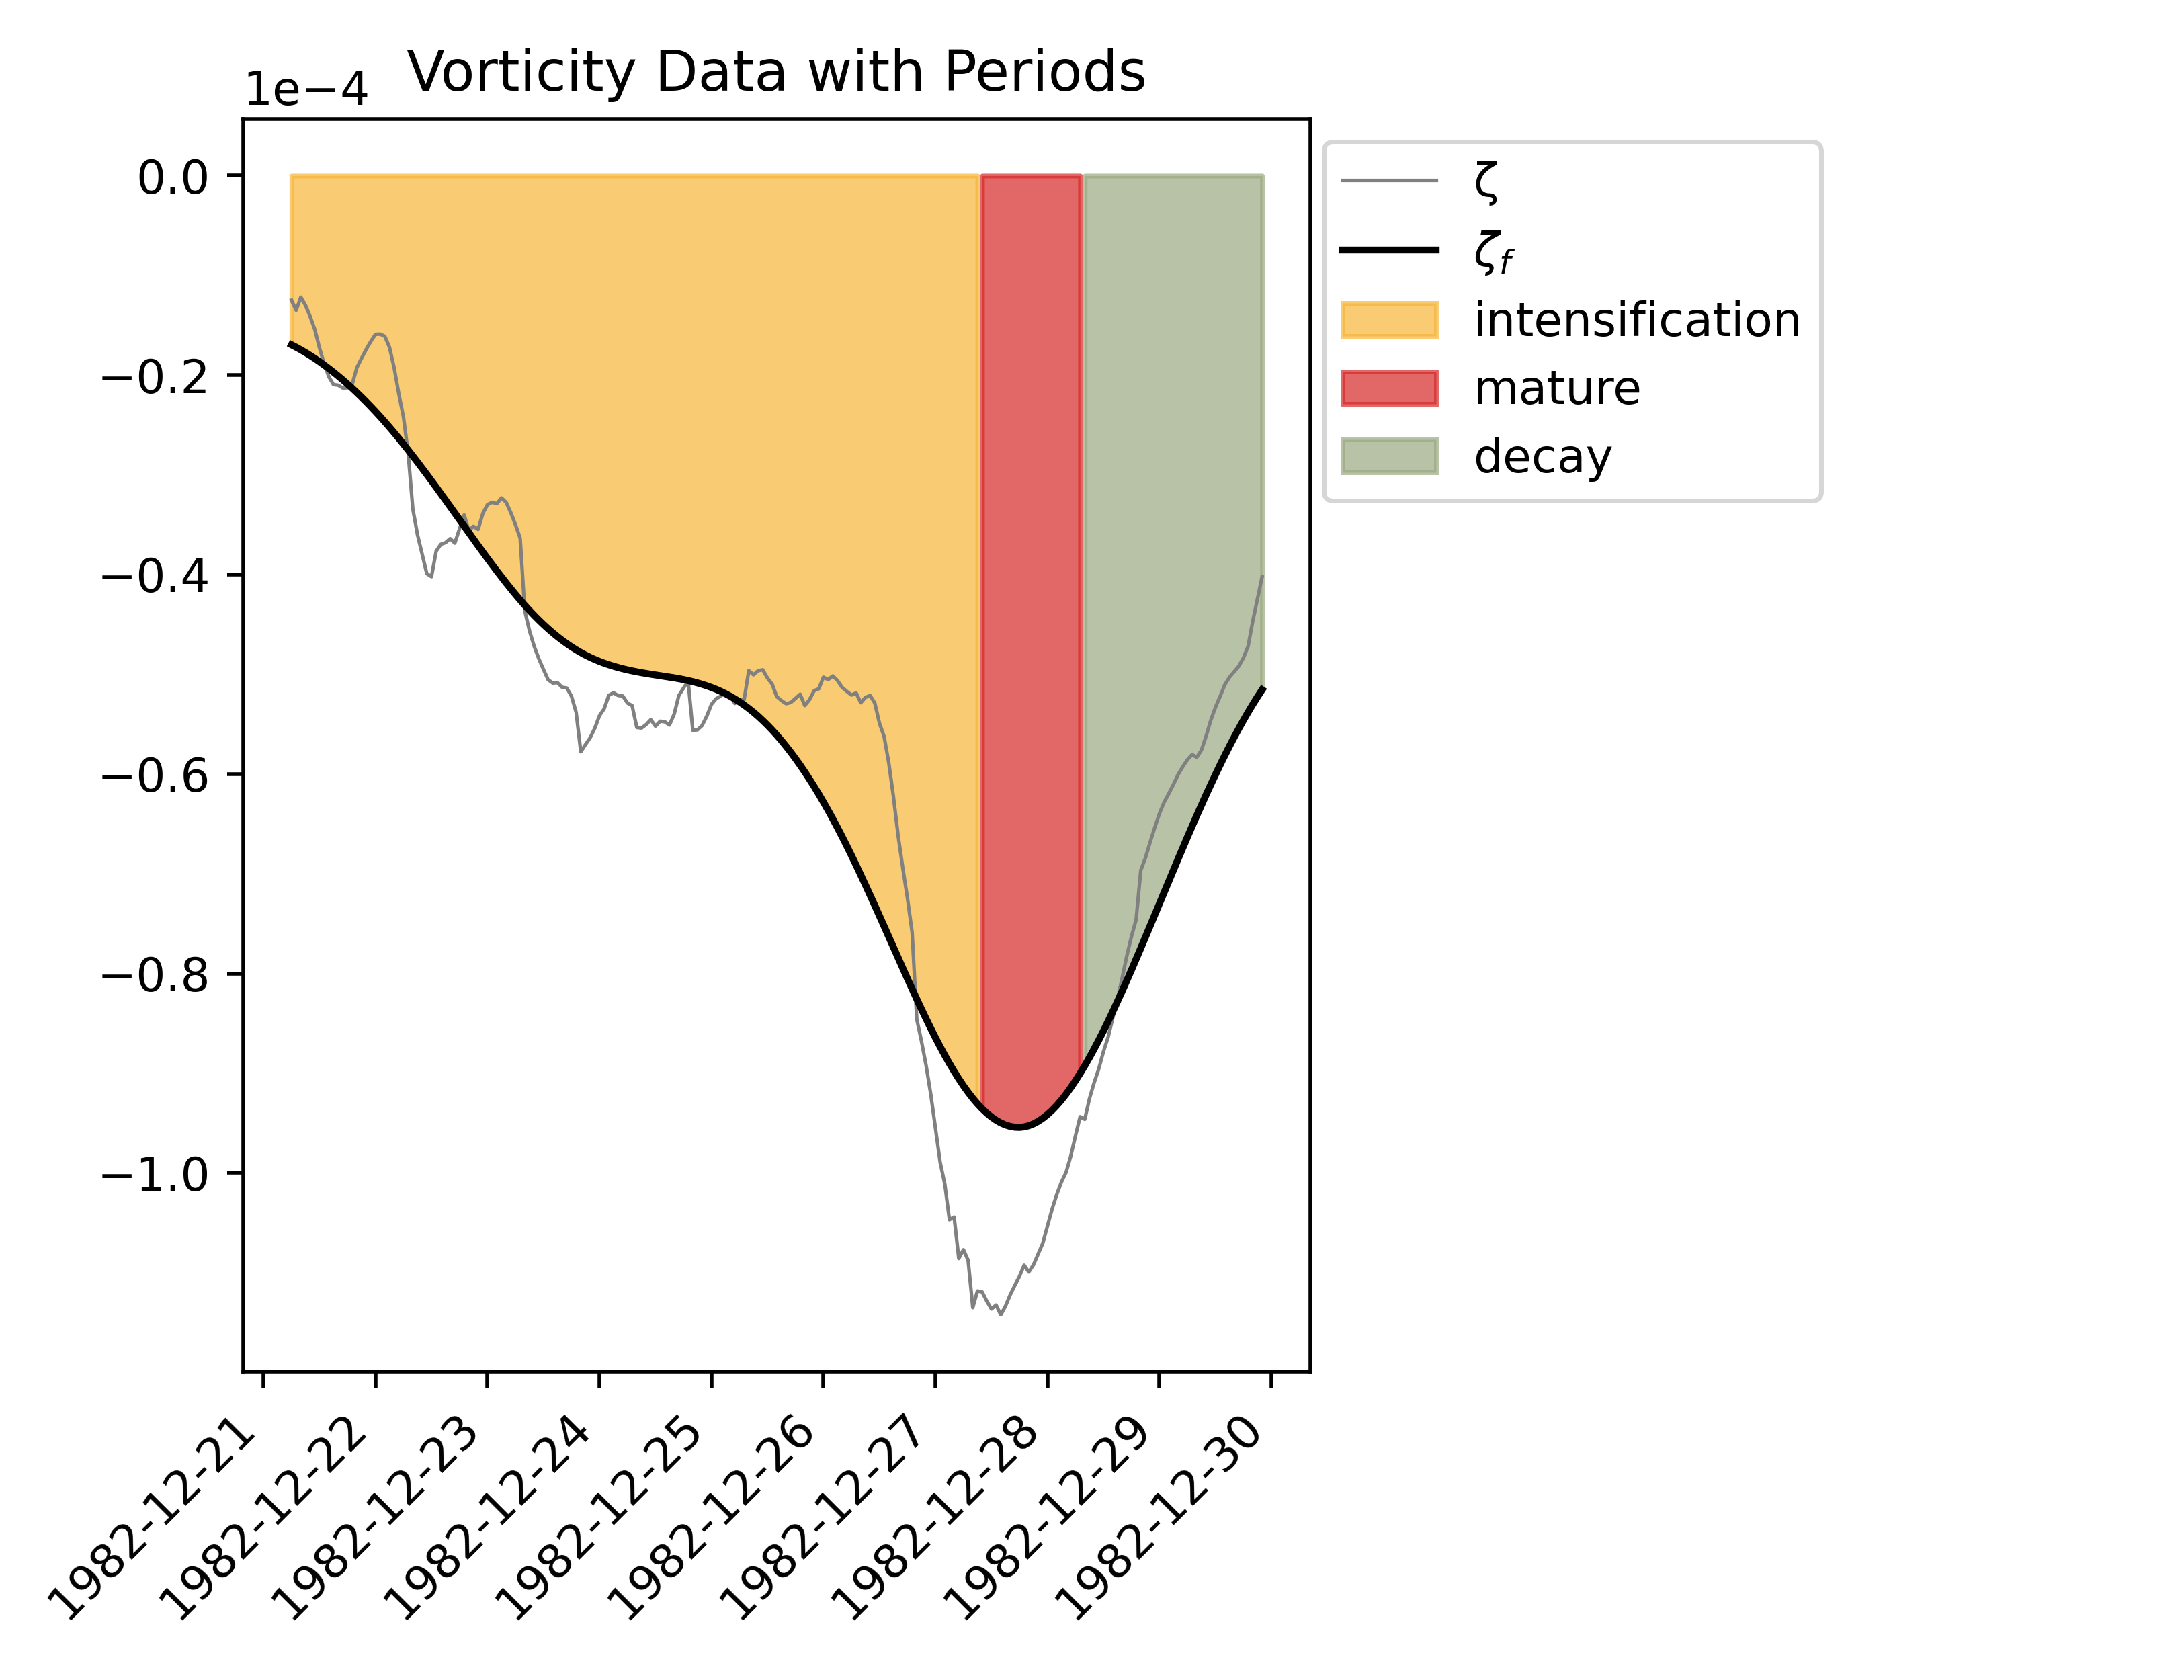 Vorticity Data with Periods
1e−4
0.0
−0.2
−0.4
−0.6
−0.8
−1.0
1982-12-21
1982-12-22
1982-12-23
1982-12-24
1982-12-25
1982-12-26
1982-12-27
1982-12-28
1982-12-29
1982-12-30
ζ
ζf
intensification
mature
decay